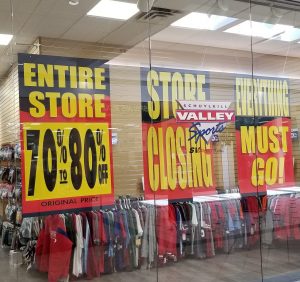 ENTIRE
STORE
70% TO 80% OFF
ORIGINAL PRICE
STORE
CLOSING
SCHUYLKILL
VALLEY
Sports
EVERYTHING
MUST
GO!